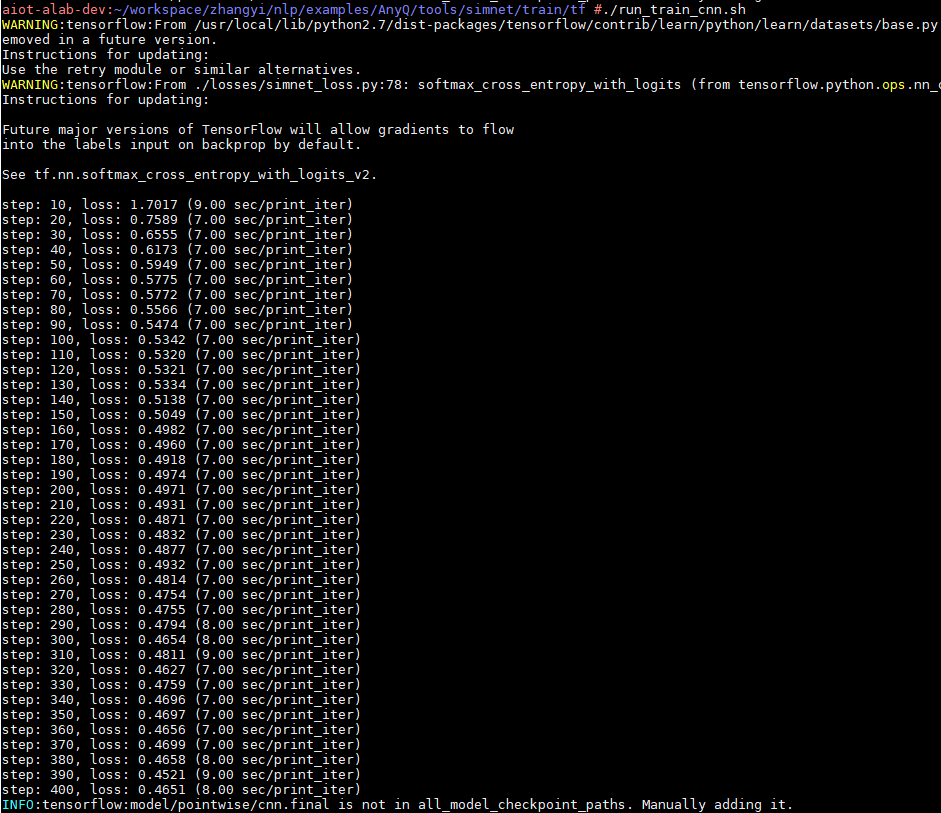 aiot-alab-dev:~/workspace/zhangyi/nlp/examples/AnyQ/tools/simnet/train/tf #./run_train_cnn.sh
WARNING:tensorflow:From /usr/local/lib/python2.7/dist-packages/tensorflow/contrib/learn/python/learn/datasets/base.py
emoved in a future version.
Instructions for updating:
Use the retry module or similar alternatives.
WARNING:tensorflow:From ./losses/simnet_loss.py:78: softmax_cross_entropy_with_logits (from tensorflow.python.ops.nn_
Instructions for updating:
Future major versions of TensorFlow will allow gradients to flow
into the labels input on backprop by default.
See tf.nn.softmax_cross_entropy_with_logits_v2.
step: 10, loss: 1.7017 (9.00 sec/print_iter)
step: 20, loss: 0.7589 (7.00 sec/print_iter)
step: 30, loss: 0.6555 (7.00 sec/print_iter)
step: 40, loss: 0.6173 (7.00 sec/print_iter)
step: 50, loss: 0.5949 (7.00 sec/print_iter)
step: 60, loss: 0.5775 (7.00 sec/print_iter)
step: 70, loss: 0.5772 (7.00 sec/print_iter)
step: 80, loss: 0.5566 (7.00 sec/print_iter)
step: 90, loss: 0.5474 (7.00 sec/print_iter)
step: 100, loss: 0.5342 (7.00 sec/print_iter)
step: 110, loss: 0.5320 (7.00 sec/print_iter)
step: 120, loss: 0.5321 (7.00 sec/print_iter)
step: 130, loss: 0.5334 (7.00 sec/print_iter)
step: 140, loss: 0.5138 (7.00 sec/print_iter)
step: 150, loss: 0.5049 (7.00 sec/print_iter)
step: 160, loss: 0.4982 (7.00 sec/print_iter)
step: 170, loss: 0.4960 (7.00 sec/print_iter)
step: 180, loss: 0.4918 (7.00 sec/print_iter)
step: 190, loss: 0.4974 (7.00 sec/print_iter)
step: 200, loss: 0.4971 (7.00 sec/print_iter)
step: 210, loss: 0.4931 (7.00 sec/print_iter)
step: 220, loss: 0.4871 (7.00 sec/print_iter)
step: 230, loss: 0.4832 (7.00 sec/print_iter)
step: 240, loss: 0.4877 (7.00 sec/print_iter)
step: 250, loss: 0.4932 (7.00 sec/print_iter)
step: 260, loss: 0.4814 (7.00 sec/print_iter)
step: 270, loss: 0.4754 (7.00 sec/print_iter)
step: 280, loss: 0.4755 (7.00 sec/print_iter)
step: 290, loss: 0.4794 (8.00 sec/print_iter)
step: 300, loss: 0.4654 (8.00 sec/print_iter)
step: 310, loss: 0.4811 (9.00 sec/print_iter)
step: 320, loss: 0.4627 (7.00 sec/print_iter)
step: 330, loss: 0.4759 (7.00 sec/print_iter)
step: 340, loss: 0.4696 (7.00 sec/print_iter)
step: 350, loss: 0.4697 (7.00 sec/print_iter)
step: 360, loss: 0.4656 (7.00 sec/print_iter)
step: 370, loss: 0.4699 (7.00 sec/print_iter)
step: 380, loss: 0.4658 (8.00 sec/print_iter)
step: 390, loss: 0.4521 (9.00 sec/print_iter)
step: 400, loss: 0.4651 (8.00 sec/print_iter)
INFO:tensorflow:model/pointwise/cnn.final is not in all_model_checkpoint_paths. Manually adding it.